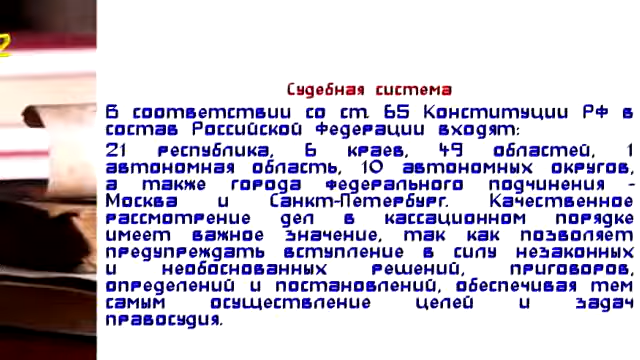 2
Судебная система
В соответствии со ст. 65 Конституции РФ в
состав Российской Федерации входят:
21 республика, 6 краев, 49 областей, 1
автономная область, 10 автономных округов,
а также города федерального подчинения -
Москва и Санкт-Петербург. Качественное
рассмотрение дел в кассационном порядке
имеет важное значение, так как позволяет
предупреждать вступление в силу незаконных
и необоснованных решений, приговоров,
определений и постановлений, обеспечивая тем
самым осуществление целей и задач
правосудия.